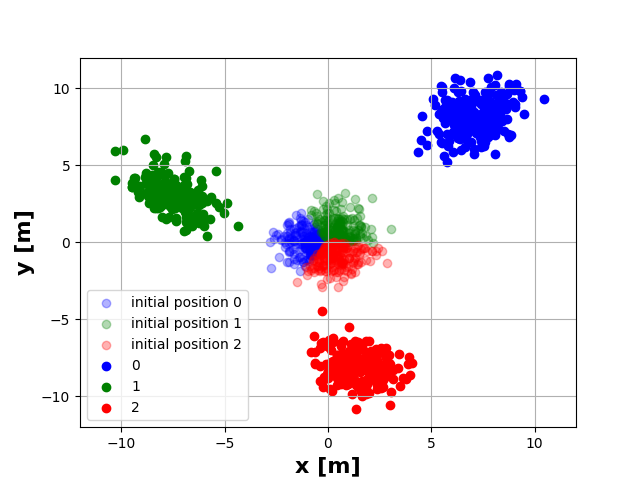 10
5
0
−5
−10
y [m]
initial position 0
initial position 1
initial position 2
0
1
2
−10
−5
0
5
10
x [m]